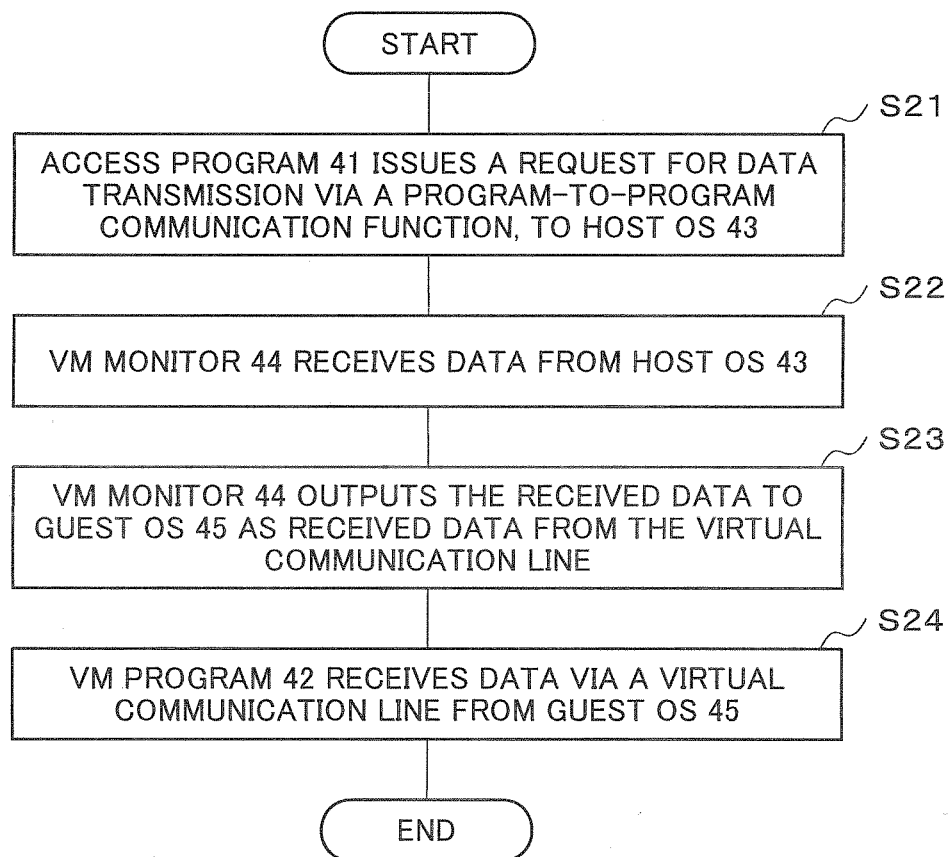 START
S21
ACCESS PROGRAM 41 ISSUES A REQUEST FOR DATA
TRANSMISSION VIA A PROGRAM-TO-PROGRAM
COMMUNICATION FUNCTION, TO HOST OS 43
S22
VM MONITOR 44 RECEIVES DATA FROM HOST OS 43
S23
VM MONITOR 44 OUTPUTS THE RECEIVED DATA TO
GUEST OS 45 AS RECEIVED DATA FROM THE VIRTUAL
COMMUNICATION LINE
S24
VM PROGRAM 42 RECEIVES DATA VIA A VIRTUAL
COMMUNICATION LINE FROM GUEST OS 45
END